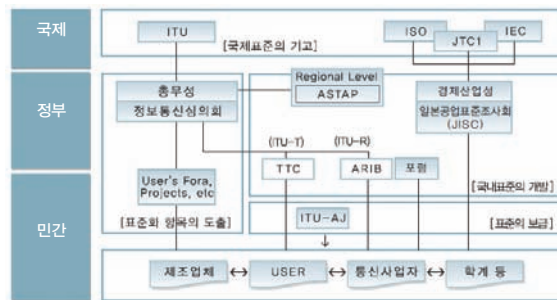 국제
ITU
ISO
IEC
JTC1
[국제표준의 기고]
정부
총무성
정보통신심의회
Regional Level
ASTAP
경제산업성
일본공업표준조사회
(JISC)
(ITU-T)
(ITU-R)
TTC
ARIB
포럼
User's Fora,
Projects, etc
[국내표준의 개발]
민간
[표준화 항목의 도출]
ITU-AJ
[표준의 보급]
제조업체
USER
통신사업자
학계 등